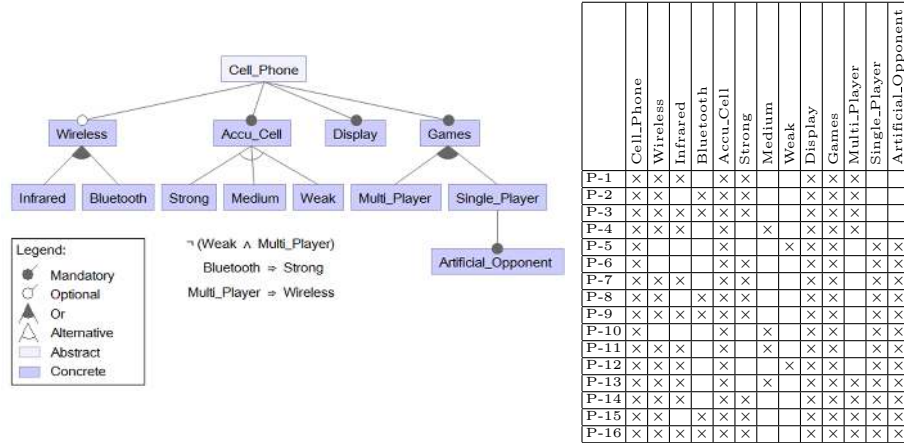 Cell_Phone
Wireless Accu_Cell Display Games
Infrared Bluetooth Strong Medium Weak Multi_Player Single_Player
Artificial_Opponent
Legend:
Mandatory
Optional
Or
Alternative
Abstract
Concrete
¬ (Weak ∧ Multi_Player)
Bluetooth ⇒ Strong
Multi_Player ⇒ Wireless
Cell_Phone Wireless Infrared Bluetooth Accu_Cell Strong Medium Weak Display Games Multi_Player Single_Player Artificial_Opponent
P-1 × × × × × × × ×
P-2 × × × × × × × ×
P-3 × × × × × × × × ×
P-4 × × × × × × × ×
P-5 × × × × × × ×
P-6 × × × × × × ×
P-7 × × × × × × × × ×
P-8 × × × × × × × × ×
P-9 × × × × × × × × × ×
P-10 × × × × × × ×
P-11 × × × × × × × × ×
P-12 × × × × × × × × ×
P-13 × × × × × × × × × ×
P-14 × × × × × × × × × ×
P-15 × × × × × × × × × ×
P-16 × × × × × × × × × × ×